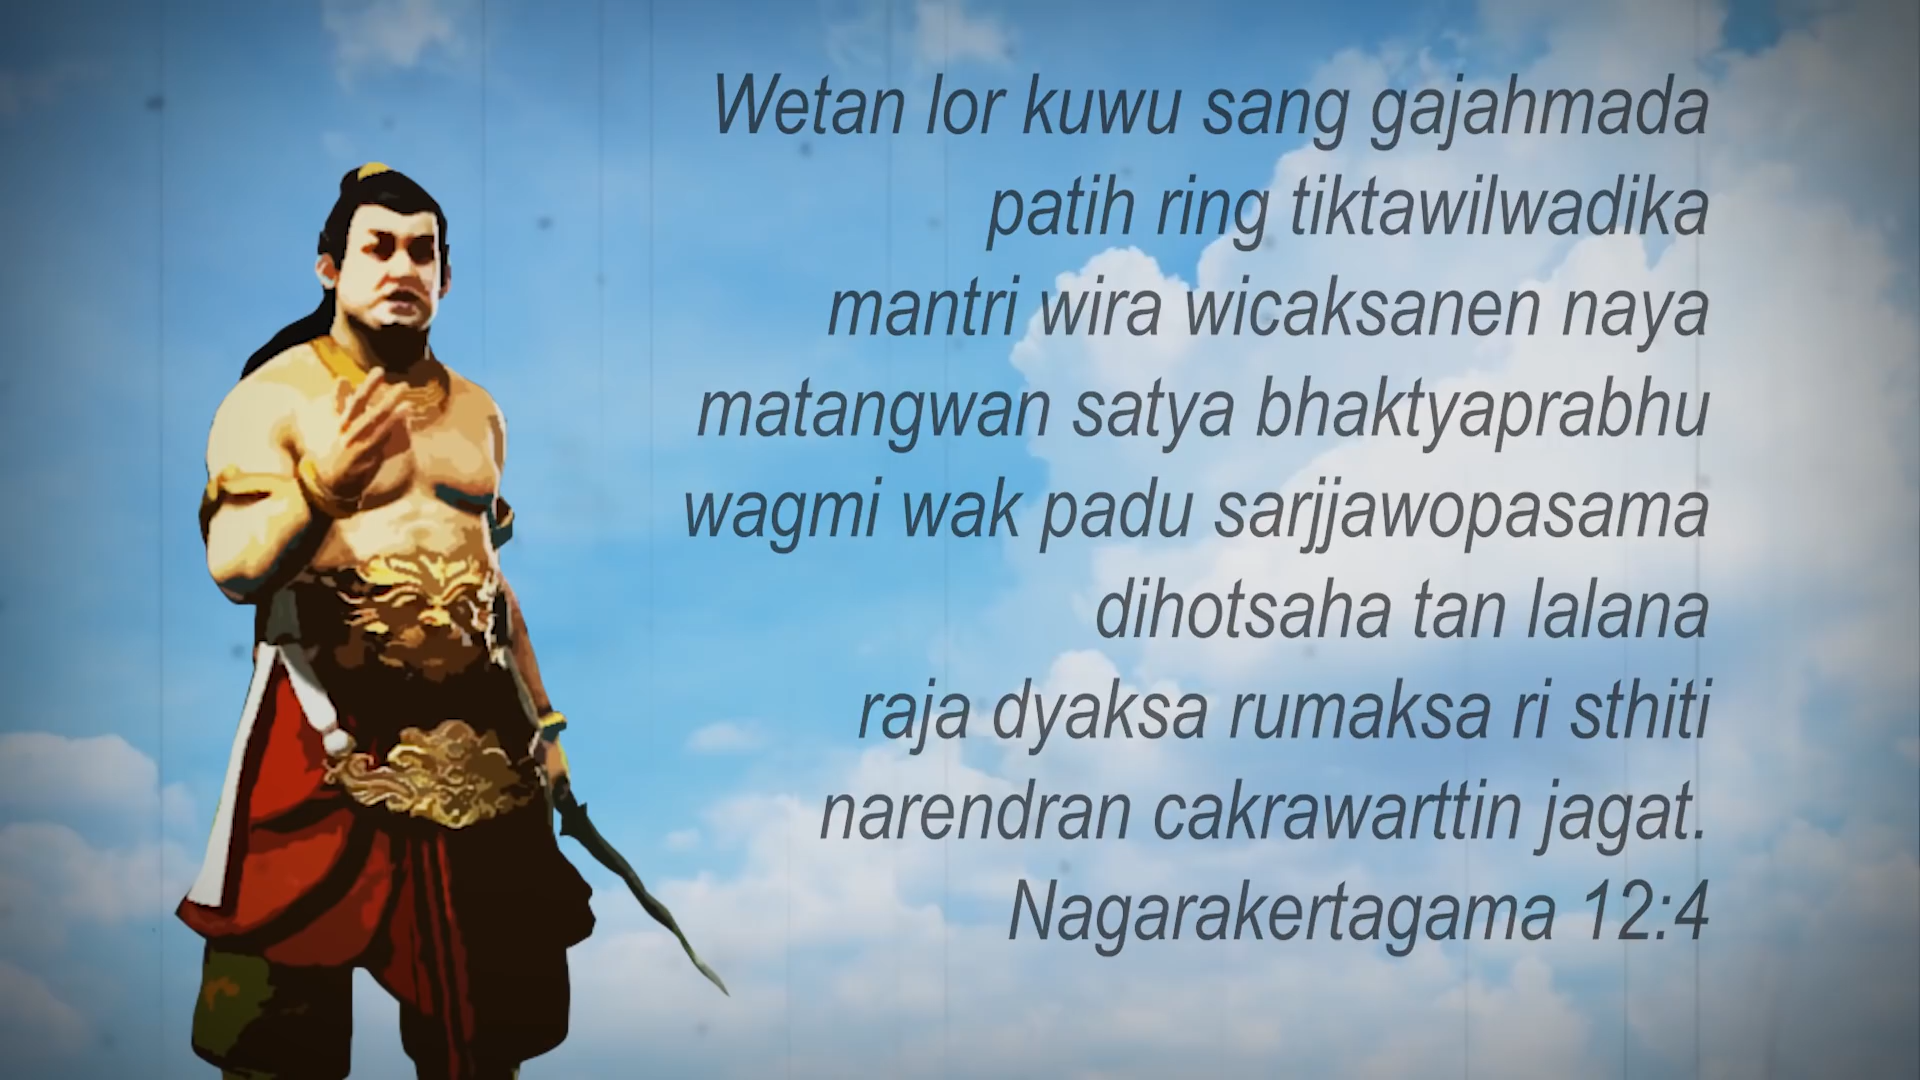 Wetan lor kuwu sang gajahmada
patih ring tiktawilwadika
mantri wira wicaksanen naya
matangwan satya bhaktyaprabhu
wagmi wak padu sarjjawopasama
dihotsaha tan lalana
raja dyaksa rumaksa ri sthiti
narendran cakrawarttin jagat.
Nagarakertagama 12:4